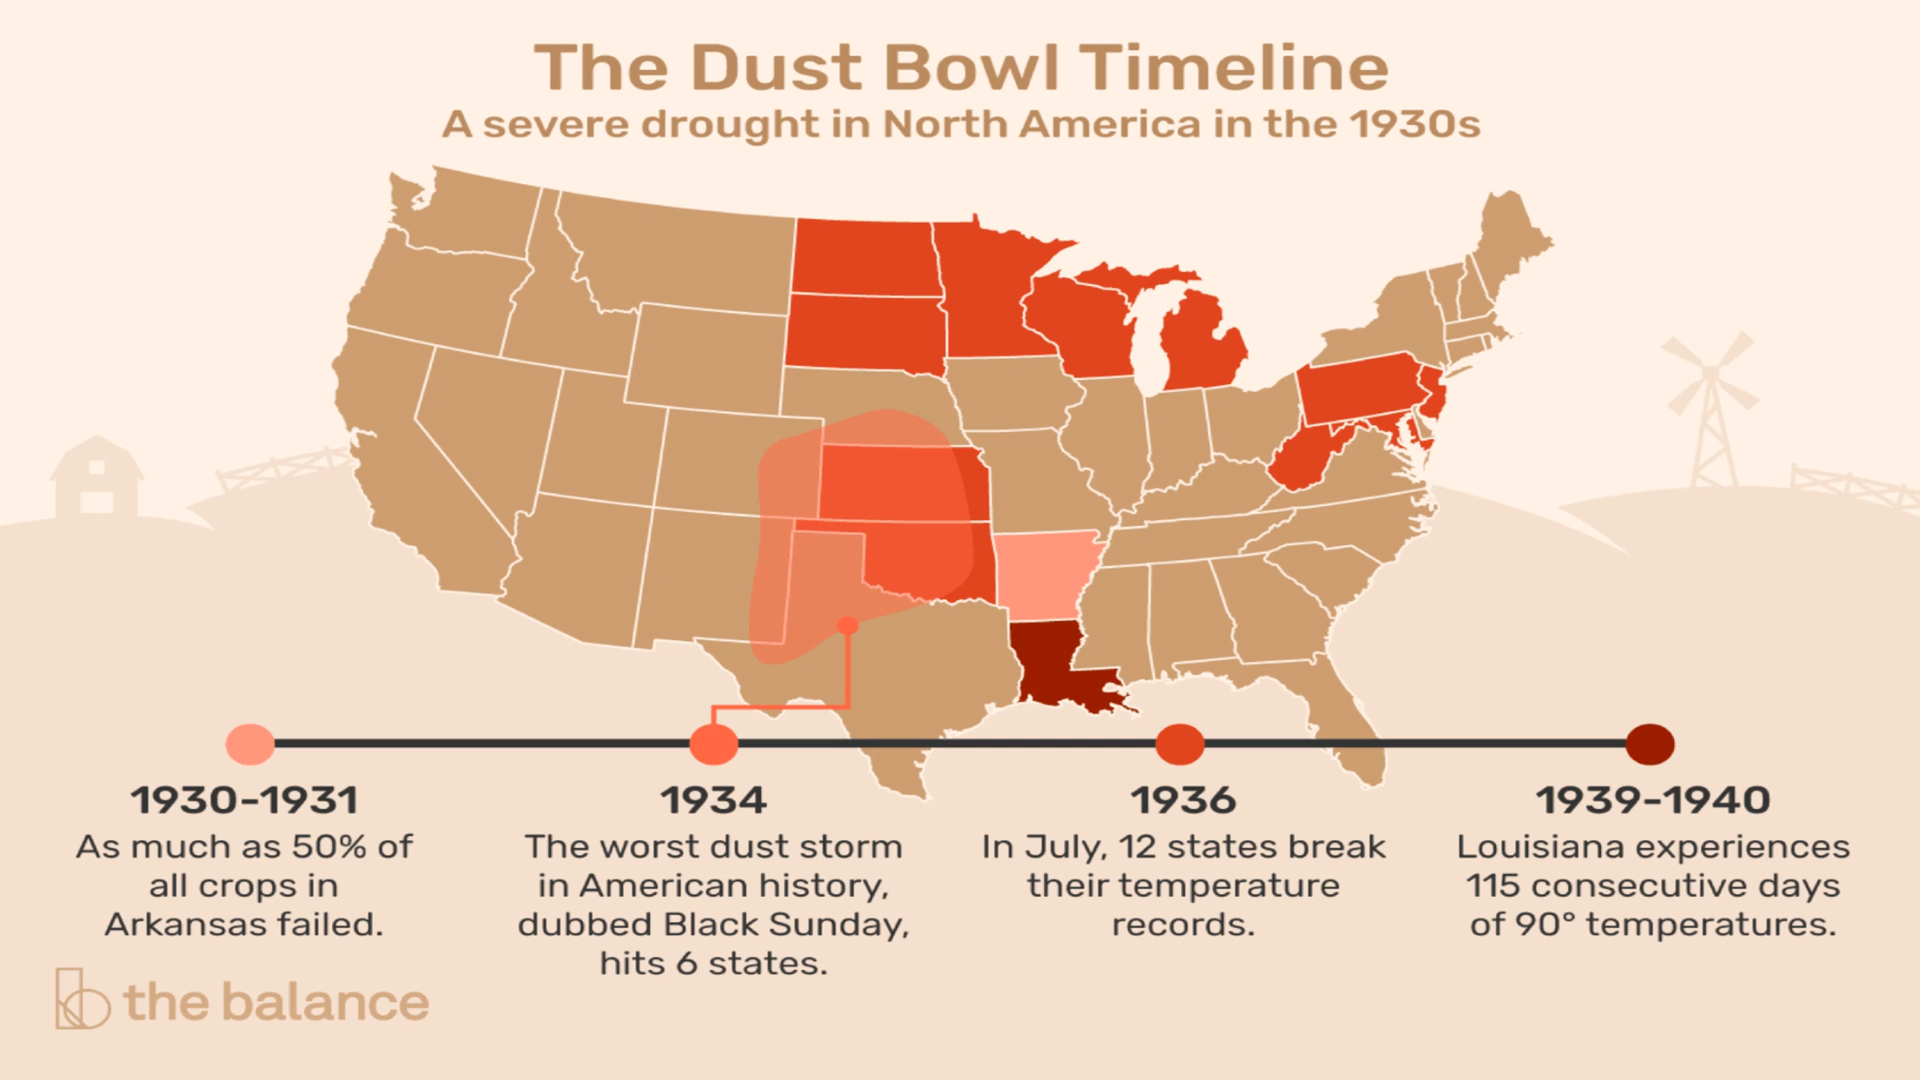 The Dust Bowl Timeline
A severe drought in North America in the 1930s
1930-1931
As much as 50% of
all crops in
Arkansas failed.
1934
The worst dust storm
in American history,
dubbed Black Sunday,
hits 6 states.
1936
In July, 12 states break
their temperature
records.
1939-1940
Louisiana experiences
115 consecutive days
of 90° temperatures.
the balance